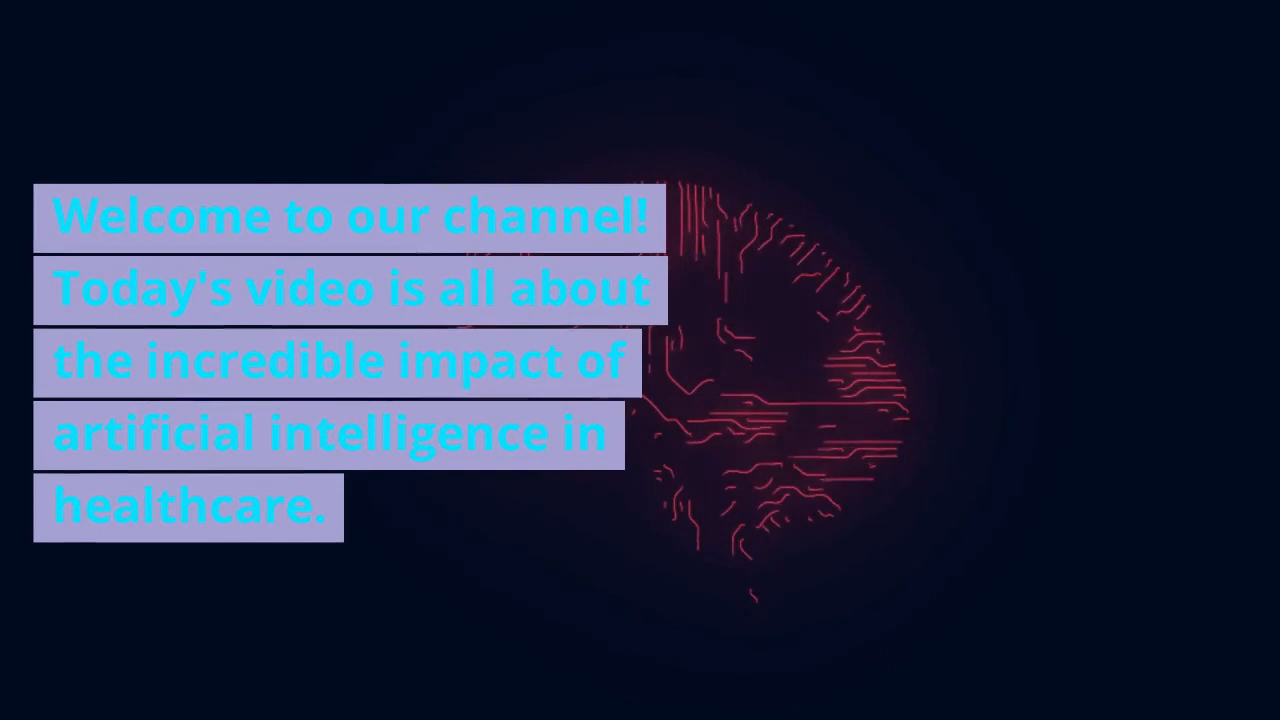 Welcome to our channel!
Today's video is all about
the incredible impact of
artificial intelligence in
healthcare.